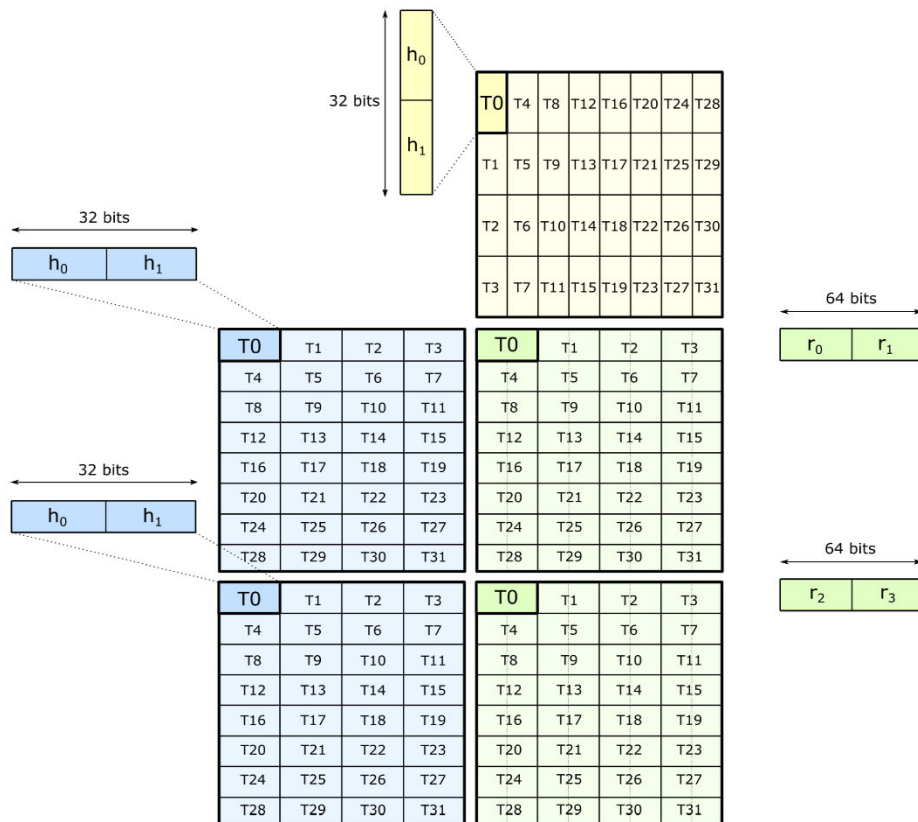 h0
32 bits
h1
T0 T4 T8 T12 T16 T20 T24 T28
T1 T5 T9 T13 T17 T21 T25 T29
T2 T6 T10 T14 T18 T22 T26 T30
T3 T7 T11 T15 T19 T23 T27 T31
32 bits
h0 h1
64 bits
r0 r1
T0 T1 T2 T3 T0 T1 T2 T3
T4 T5 T6 T7 T4 T5 T6 T7
T8 T9 T10 T11 T8 T9 T10 T11
T12 T13 T14 T15 T12 T13 T14 T15
T16 T17 T18 T19 T16 T17 T18 T19
T20 T21 T22 T23 T20 T21 T22 T23
T24 T25 T26 T27 T24 T25 T26 T27
T28 T29 T30 T31 T28 T29 T30 T31
32 bits
h0 h1
64 bits
r2 r3
T0 T1 T2 T3 T0 T1 T2 T3
T4 T5 T6 T7 T4 T5 T6 T7
T8 T9 T10 T11 T8 T9 T10 T11
T12 T13 T14 T15 T12 T13 T14 T15
T16 T17 T18 T19 T16 T17 T18 T19
T20 T21 T22 T23 T20 T21 T22 T23
T24 T25 T26 T27 T24 T25 T26 T27
T28 T29 T30 T31 T28 T29 T30 T31